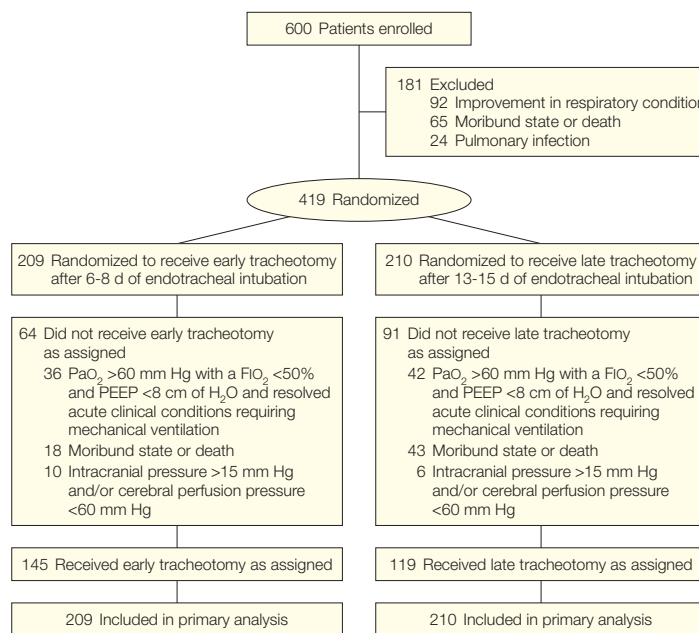 600 Patients enrolled
181 Excluded
92 Improvement in respiratory condition
65 Moribund state or death
24 Pulmonary infection
419 Randomized
209 Randomized to receive early tracheotomy
after 6-8 d of endotracheal intubation
210 Randomized to receive late tracheotomy
after 13-15 d of endotracheal intubation
64 Did not receive early tracheotomy
as assigned
36 PaO₂ >60 mm Hg with a FIO₂ <50%
and PEEP <8 cm of H₂O and resolved
acute clinical conditions requiring
mechanical ventilation
18 Moribund state or death
10 Intracranial pressure >15 mm Hg
and/or cerebral perfusion pressure
<60 mm Hg
91 Did not receive late tracheotomy
as assigned
42 PaO₂ >60 mm Hg with a FIO₂ <50%
and PEEP <8 cm of H₂O and resolved
acute clinical conditions requiring
mechanical ventilation
43 Moribund state or death
6 Intracranial pressure >15 mm Hg
and/or cerebral perfusion pressure
<60 mm Hg
145 Received early tracheotomy as assigned
119 Received late tracheotomy as assigned
209 Included in primary analysis
210 Included in primary analysis